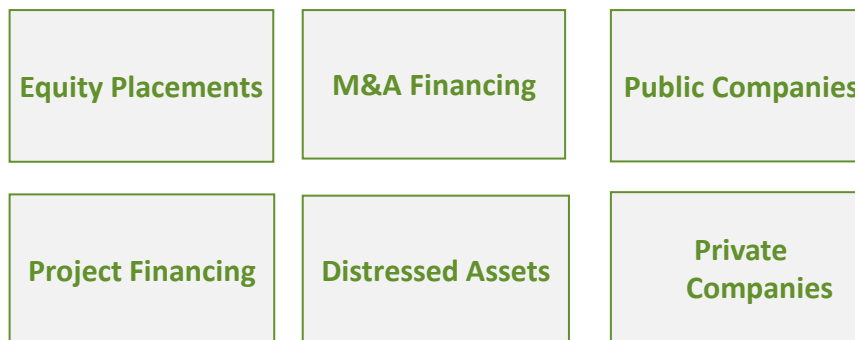 Equity Placements
M&A Financing
Public Companies
Project Financing
Distressed Assets
Private
Companies